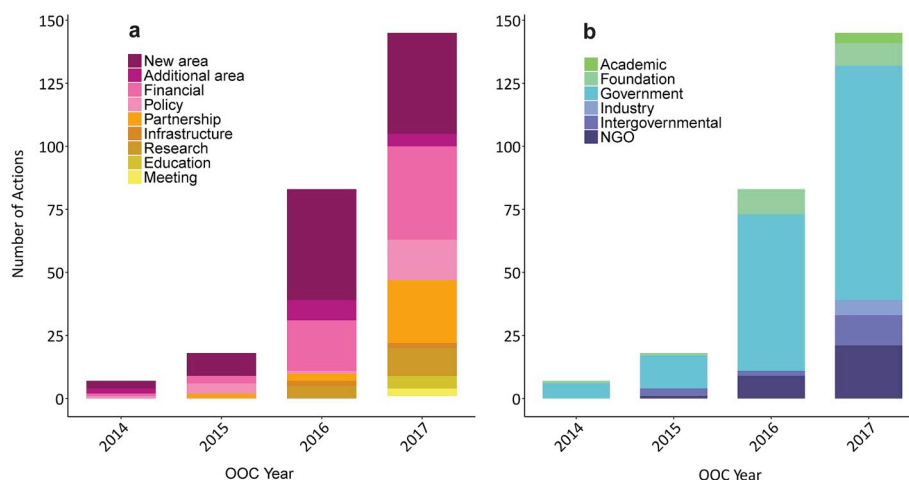 a
150
125
100
75
50
25
0
Number of Actions
New area
Additional area
Financial
Policy
Partnership
Infrastructure
Research
Education
Meeting
2014
2015
2016
2017
OOC Year
b
150
125
100
75
50
25
0
Academic
Foundation
Government
Industry
Intergovernmental
NGO
2014
2015
2016
2017
OOC Year